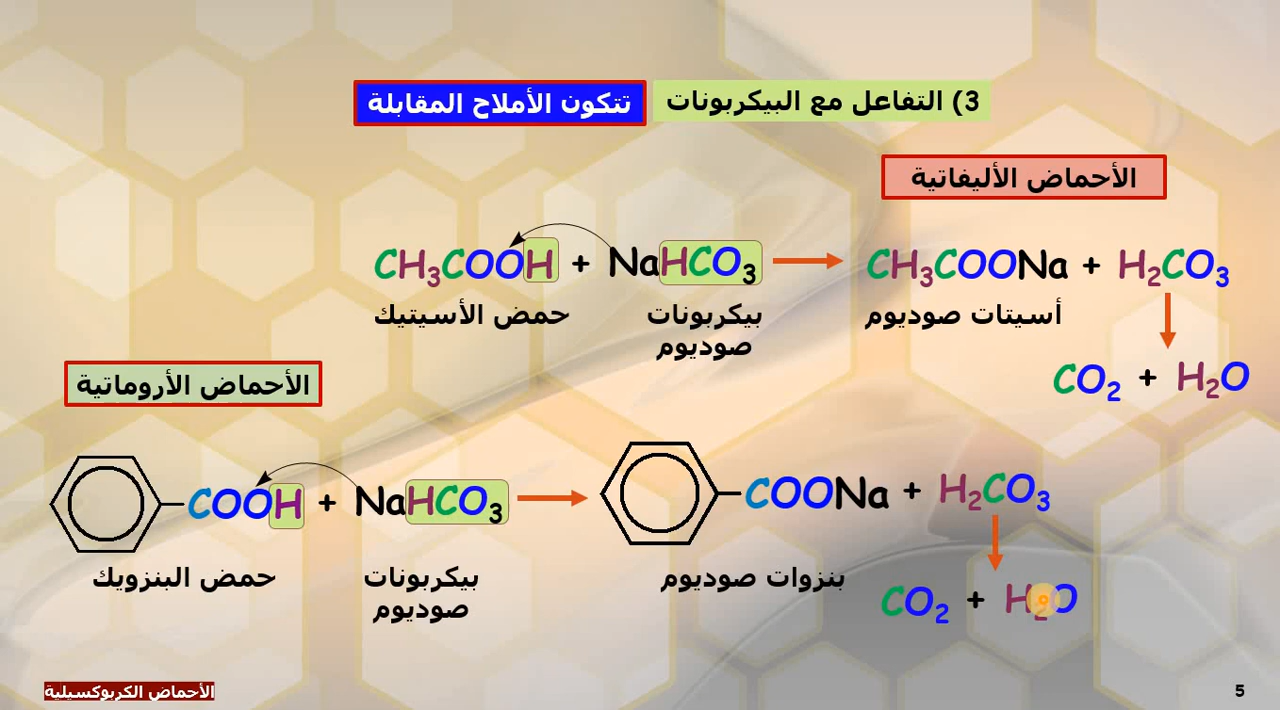 3) التفاعل مع البيكربونات تتكون الأملاح المقابلة
الأحماض الأليفاتية
CH₃COOH + NaHCO₃ → CH₃COONa + H₂CO₃
حمض الأسيتيك
بيكربونات
صوديوم
أسيتات صوديوم
CO₂ + H₂O
الأحماض الأروماتية
COOH + NaHCO₃ → COONa + H₂CO₃
حمض البنزويك
بيكربونات
صوديوم
بنزوات صوديوم
CO₂ + H₂O
الأحماض الكربوكسيلية
5